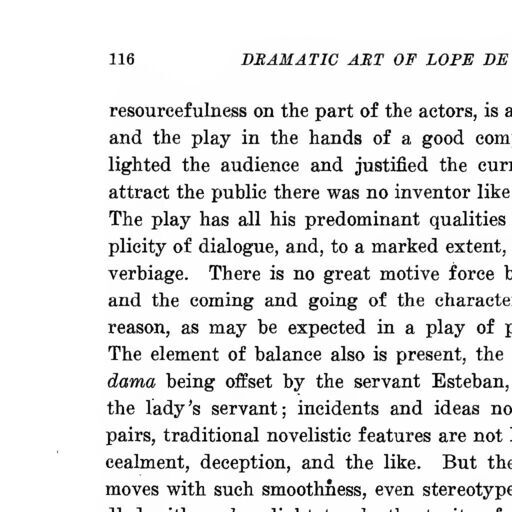 116 DRAMATIC ART OF LOPE DE
resourcefulness on the part of the actors, is a
and the play in the hands of a good com
lighted the audience and justified the cur
attract the public there was no inventor like
The play has all his predominant qualities
plicity of dialogue, and, to a marked extent,
verbiage. There is no great motive force b
and the coming and going of the characte
reason, as may be expected in a play of p
The element of balance also is present, the
dama being offset by the servant Esteban,
the lady's servant; incidents and ideas no
pairs, traditional novelistic features are not
cealment, deception, and the like. But the
moves with such smoothness, even stereotype